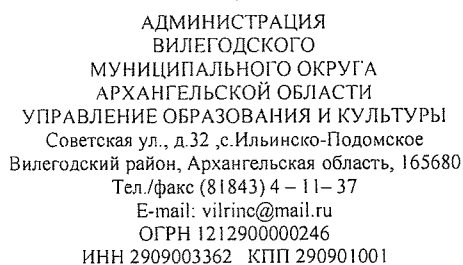 АДМИНИСТРАЦИЯ
ВИЛЕГОДСКОГО
МУНИЦИПАЛЬНОГО ОКРУГА
АРХАНГЕЛЬСКОЙ ОБЛАСТИ
УПРАВЛЕНИЕ ОБРАЗОВАНИЯ И КУЛЬТУРЫ
Советская ул., д.32 ,с.Ильинско-Подомское
Вилегодский район, Архангельская область, 165680
Тел./факс (81843) 4 – 11– 37
E-mail: vilrinc@mail.ru
ОГРН 1212900000246
ИНН 2909003362 КПП 290901001